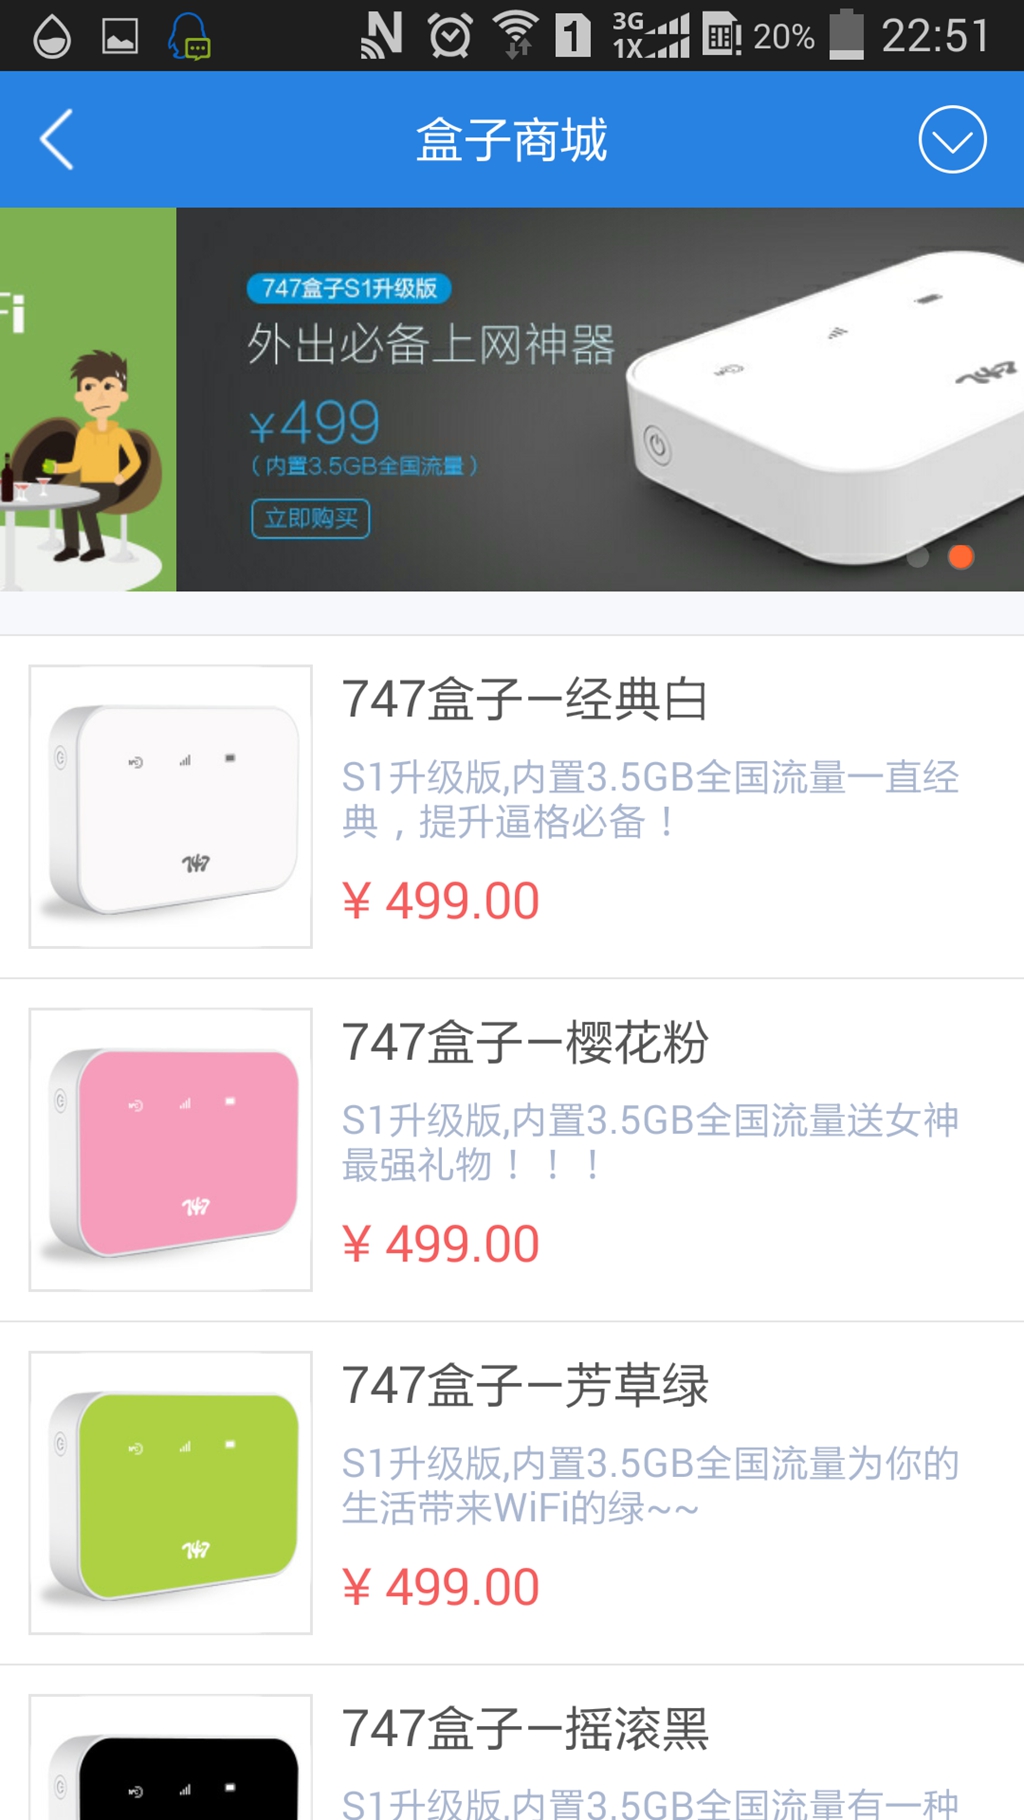 3G
1X
1
20%
22:51
盒子商城
Fi
747盒子S1升级版
外出必备上网神器
¥499
（内置3.5GB全国流量）
立即购买
747
747盒子—经典白
S1升级版,内置3.5GB全国流量一直经
典，提升逼格必备！
¥ 499.00
747
747盒子—樱花粉
S1升级版,内置3.5GB全国流量送女神
最强礼物！！！
¥ 499.00
747
747盒子—芳草绿
S1升级版,内置3.5GB全国流量为你的
生活带来WiFi的绿~~
¥ 499.00
747
747盒子—摇滚黑
S1升级版,内置3.5GB全国流量有一种